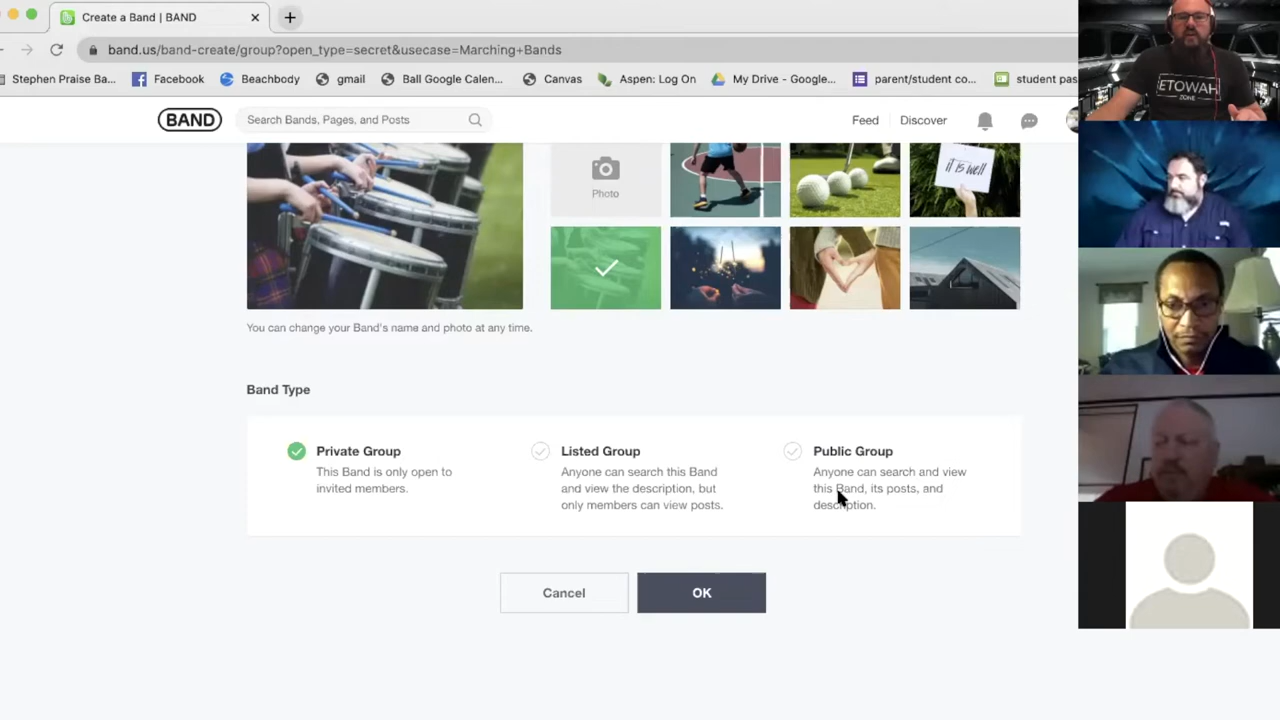 Create a Band | BAND
band.us/band-create/group?open_type=secret&usecase=Marching+Bands
Stephen Praise Ba...
Facebook
Beachbody
gmail
Ball Google Calen...
Canvas
Aspen: Log On
My Drive - Google...
parent/student co...
student pas
BAND
Search Bands, Pages, and Posts
Feed
Discover
Photo
it is well
You can change your Band's name and photo at any time.
Band Type
Private Group
This Band is only open to
invited members.
Listed Group
Anyone can search this Band
and view the description, but
only members can view posts.
Public Group
Anyone can search and view
this Band, its posts, and
description.
Cancel
OK
ETOWAH
ZONE